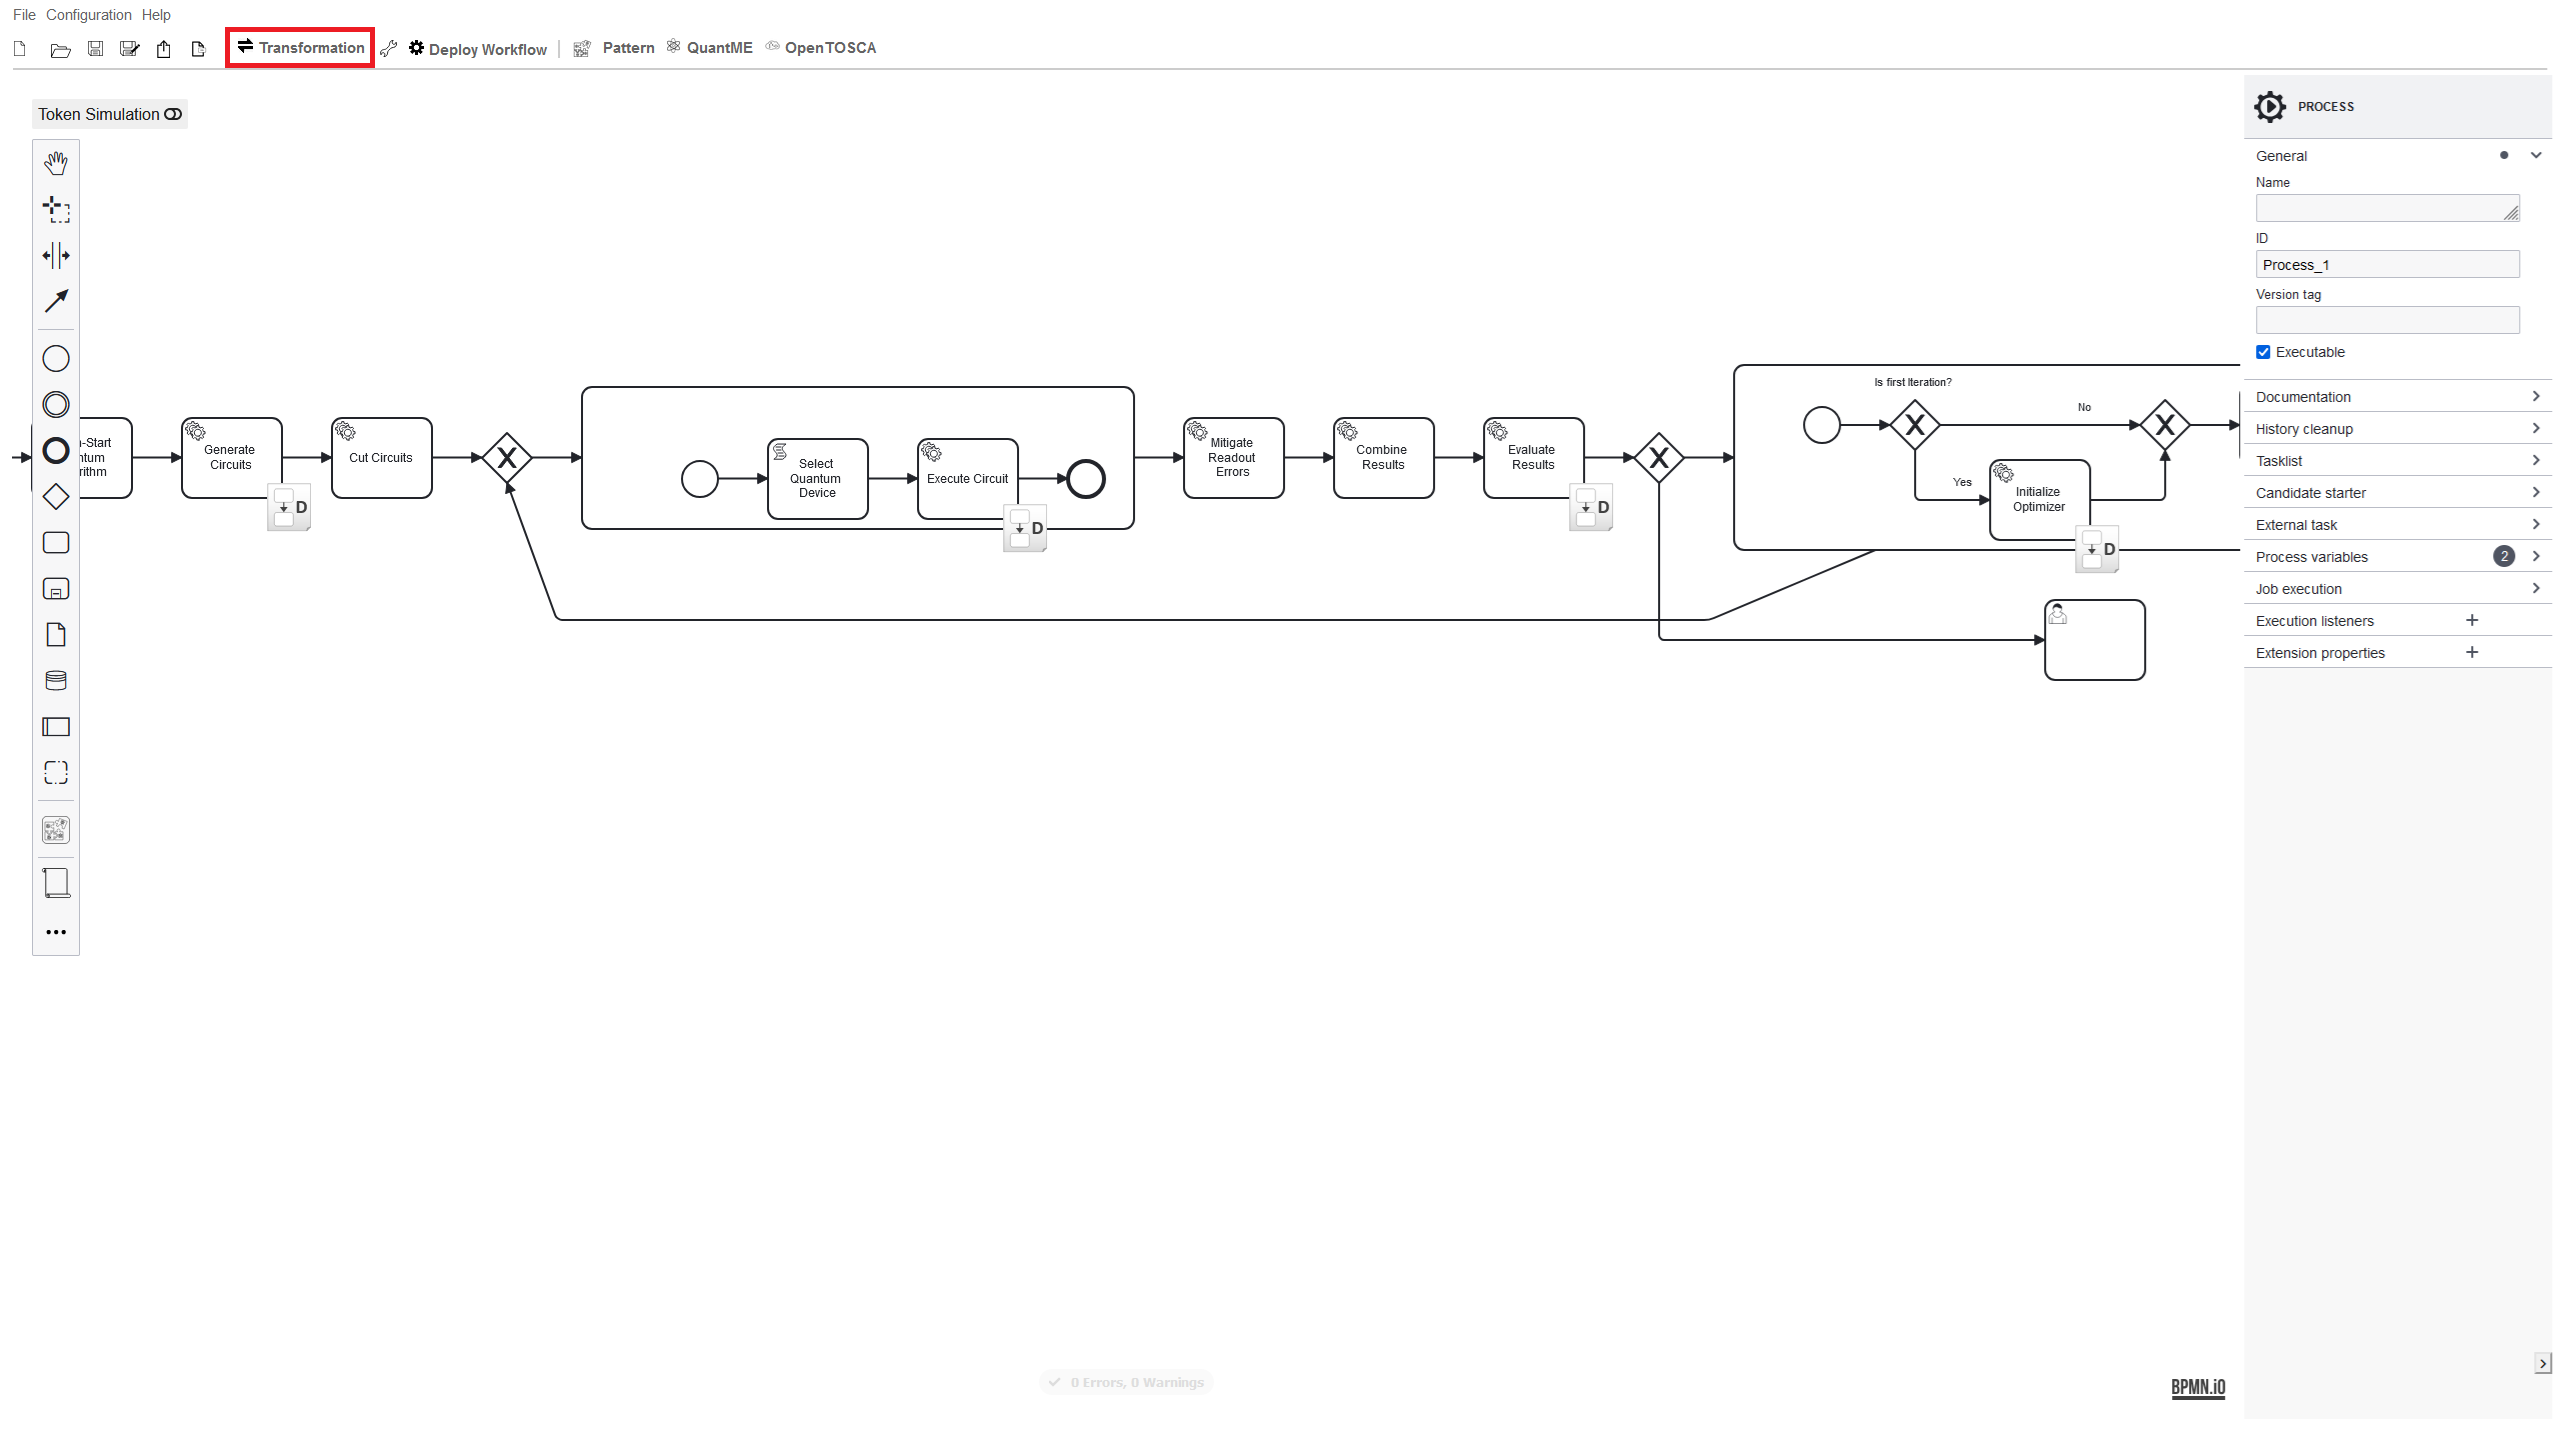 File Configuration Help
Transformation Deploy Workflow Pattern QuantME OpenTOSCA
Token Simulation
PROCESS
General
Name
ID
Process_1
Version tag
Executable
Documentation
History cleanup
Tasklist
Candidate starter
External task
Process variables 2
Job execution
Execution listeners
Extension properties
-Start
ntum
rithm
Generate
Circuits
D
Cut Circuits
Select
Quantum
Device
Execute Circuit
D
Mitigate
Readout
Errors
Combine
Results
Evaluate
Results
D
Is first Iteration?
No
Yes
Initialize
Optimizer
D
0 Errors, 0 Warnings
BPMN.iO